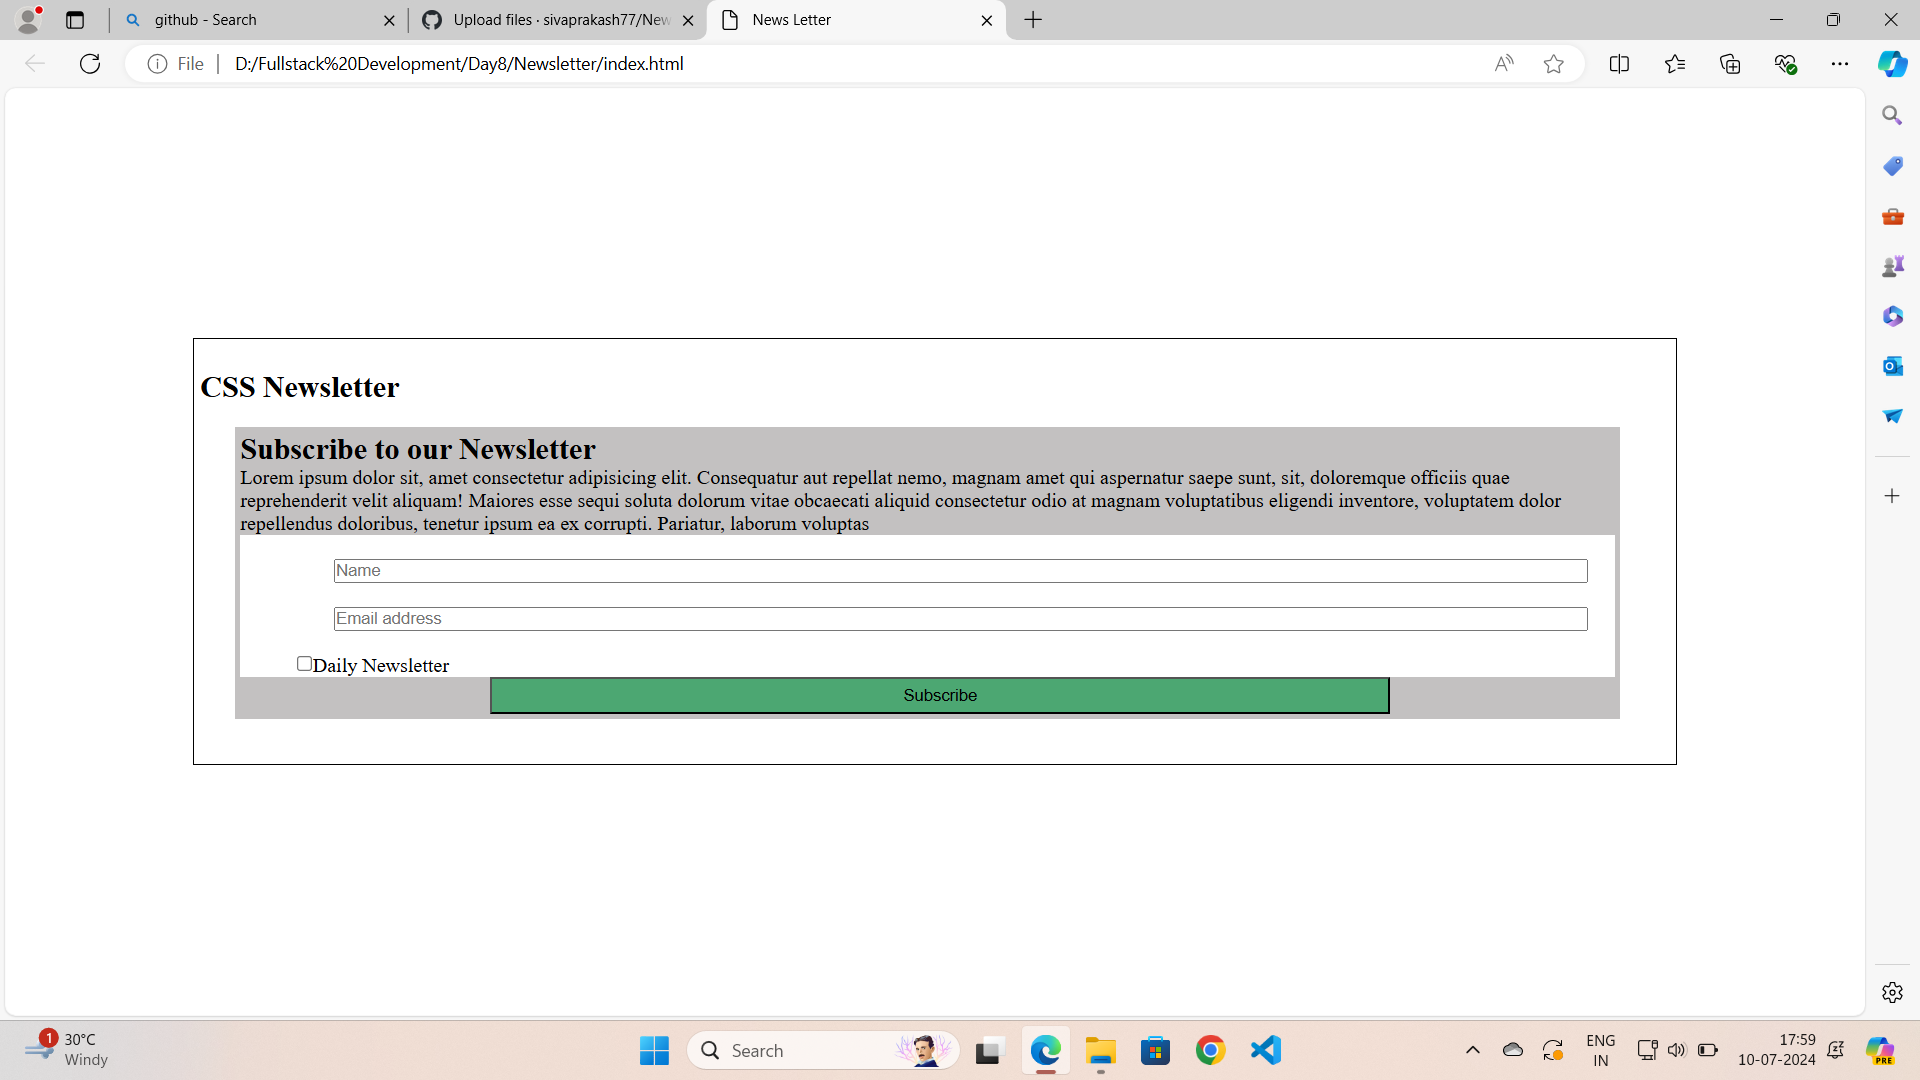 github - Search
Upload files · sivaprakash77/New
News Letter
File
D:/Fullstack%20Development/Day8/Newsletter/index.html
CSS Newsletter
Subscribe to our Newsletter
Lorem ipsum dolor sit, amet consectetur adipisicing elit. Consequatur aut repellat nemo, magnam amet qui aspernatur saepe sunt, sit, doloremque officiis quae
reprehenderit velit aliquam! Maiores esse sequi soluta dolorum vitae obcaecati aliquid consectetur odio at magnam voluptatibus eligendi inventore, voluptatem dolor
repellendus doloribus, tenetur ipsum ea ex corrupti. Pariatur, laborum voluptas
Name
Email address
Daily Newsletter
Subscribe
1
30°C
Windy
Search
ENG
IN
17:59
10-07-2024
PRE